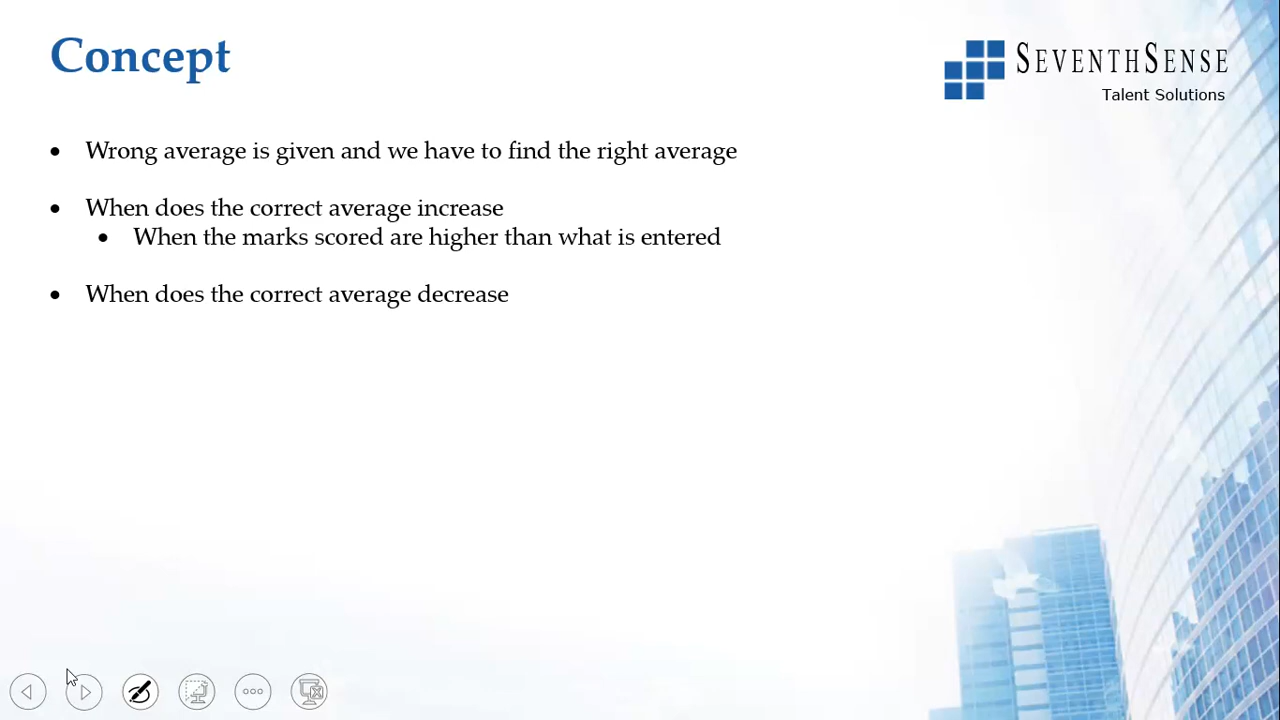 Concept
SEVENTHSENSE
Talent Solutions
• Wrong average is given and we have to find the right average
• When does the correct average increase
• When the marks scored are higher than what is entered
• When does the correct average decrease